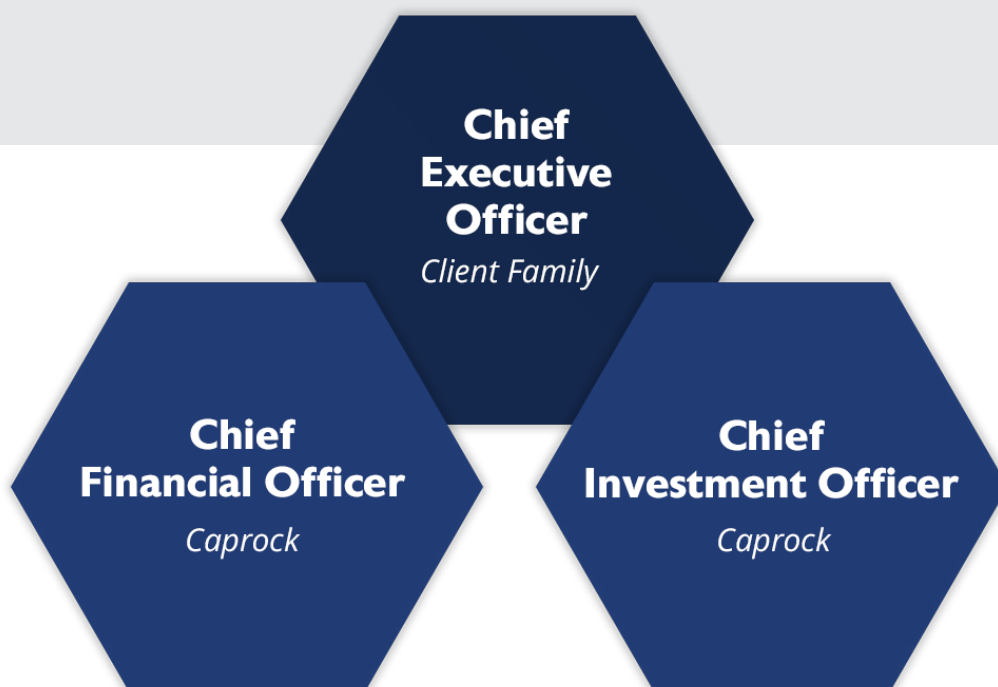 Chief
Executive
Officer
Client Family
Chief
Financial Officer
Caprock
Chief
Investment Officer
Caprock